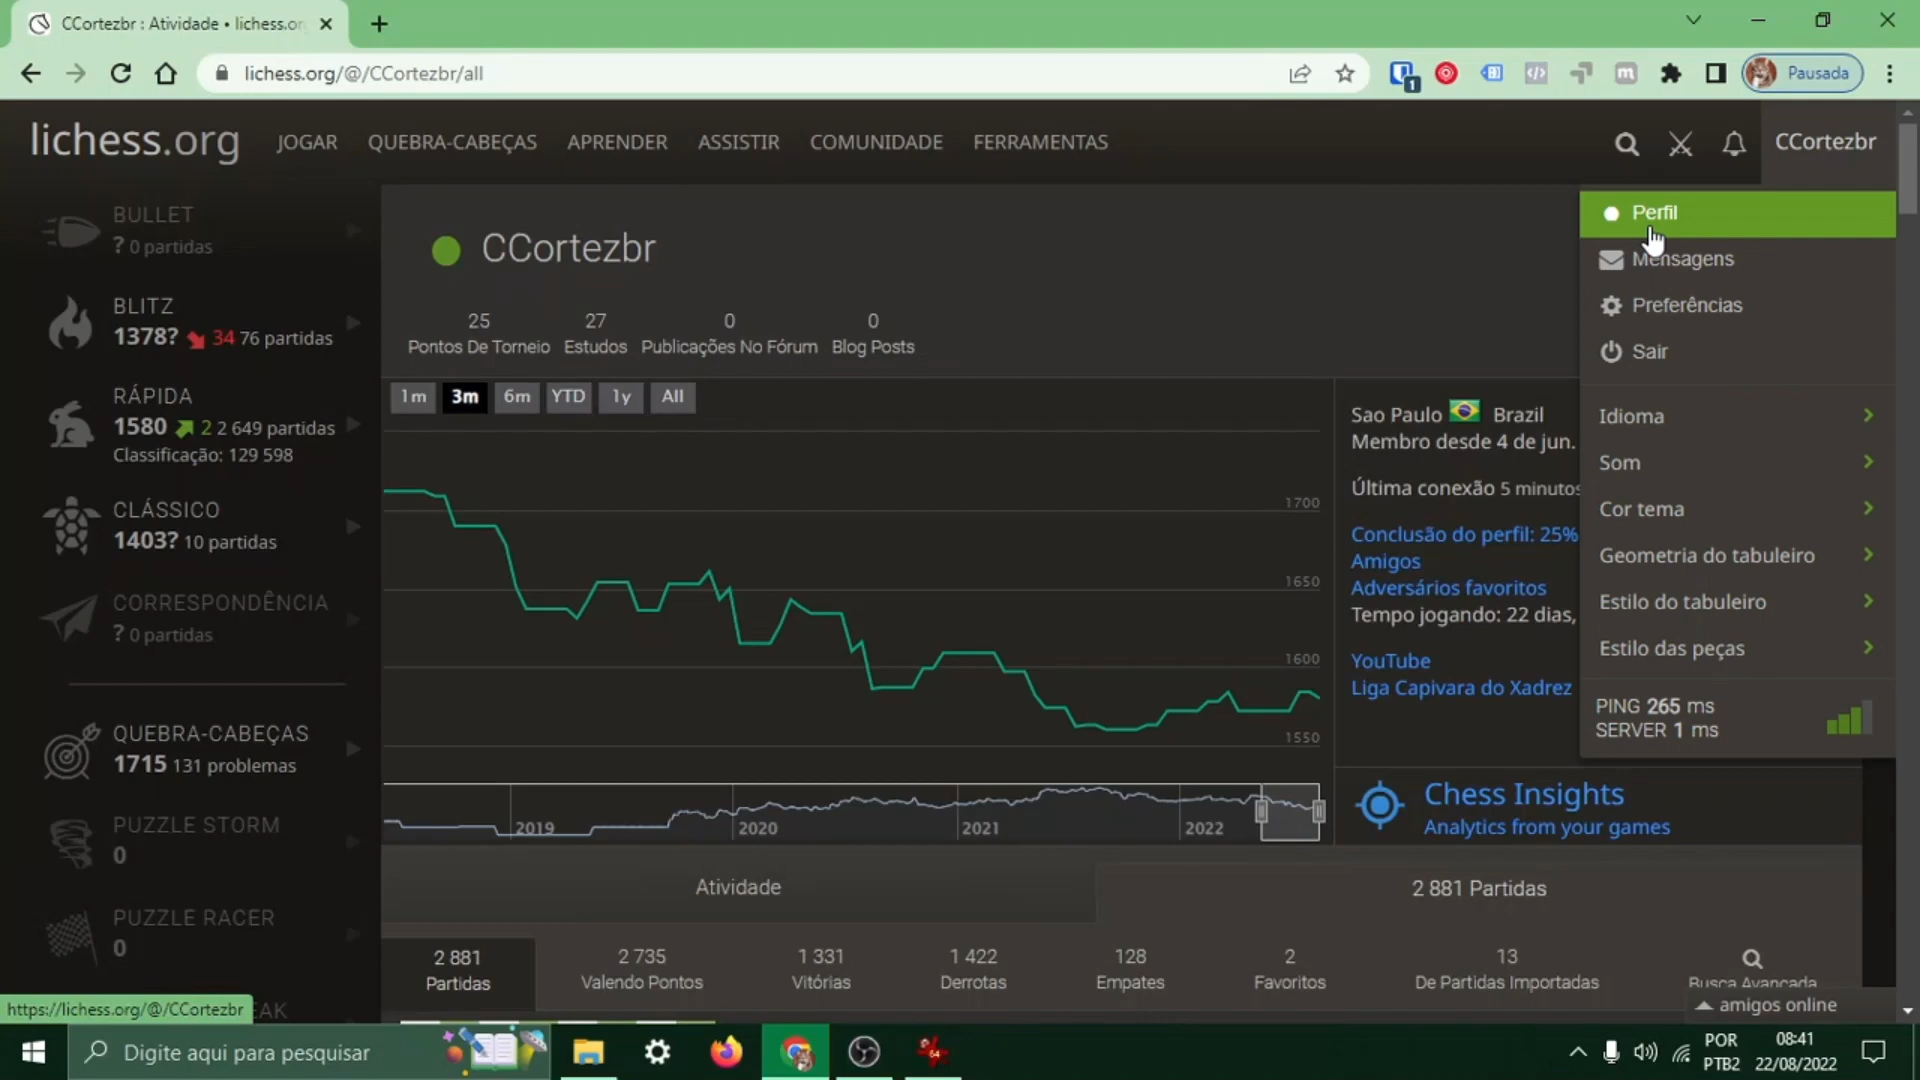 CCortezbr : Atividade • lichess.or
lichess.org/@/CCortezbr/all
1
Pausada
lichess.org
JOGAR
QUEBRA-CABEÇAS
APRENDER
ASSISTIR
COMUNIDADE
FERRAMENTAS
CCortezbr
BULLET
? 0 partidas
BLITZ
1378? 34 76 partidas
RÁPIDA
1580 2 2 649 partidas
Classificação: 129 598
CLÁSSICO
1403? 10 partidas
CORRESPONDÊNCIA
? 0 partidas
QUEBRA-CABEÇAS
1715 131 problemas
PUZZLE STORM
0
PUZZLE RACER
0
EAK
https://lichess.org/@/CCortezbr
CCortezbr
25
Pontos De Torneio
27
Estudos
0
Publicações No Fórum
0
Blog Posts
1m 3m 6m YTD 1y All
1700
1650
1600
1550
2019 2020 2021 2022
Sao Paulo Brazil
Membro desde 4 de jun.
Última conexão 5 minutos
Conclusão do perfil: 25%
Amigos
Adversários favoritos
Tempo jogando: 22 dias,
YouTube
Liga Capivara do Xadrez
Chess Insights
Analytics from your games
Perfil
Mensagens
Preferências
Sair
Idioma
Som
Cor tema
Geometria do tabuleiro
Estilo do tabuleiro
Estilo das peças
PING 265 ms
SERVER 1 ms
Atividade
2 881 Partidas
2 881
Partidas
2 735
Valendo Pontos
1 331
Vitórias
1 422
Derrotas
128
Empates
2
Favoritos
13
De Partidas Importadas
Busca Avançada
amigos online
Digite aqui para pesquisar
64
POR
PTB2
08:41
22/08/2022